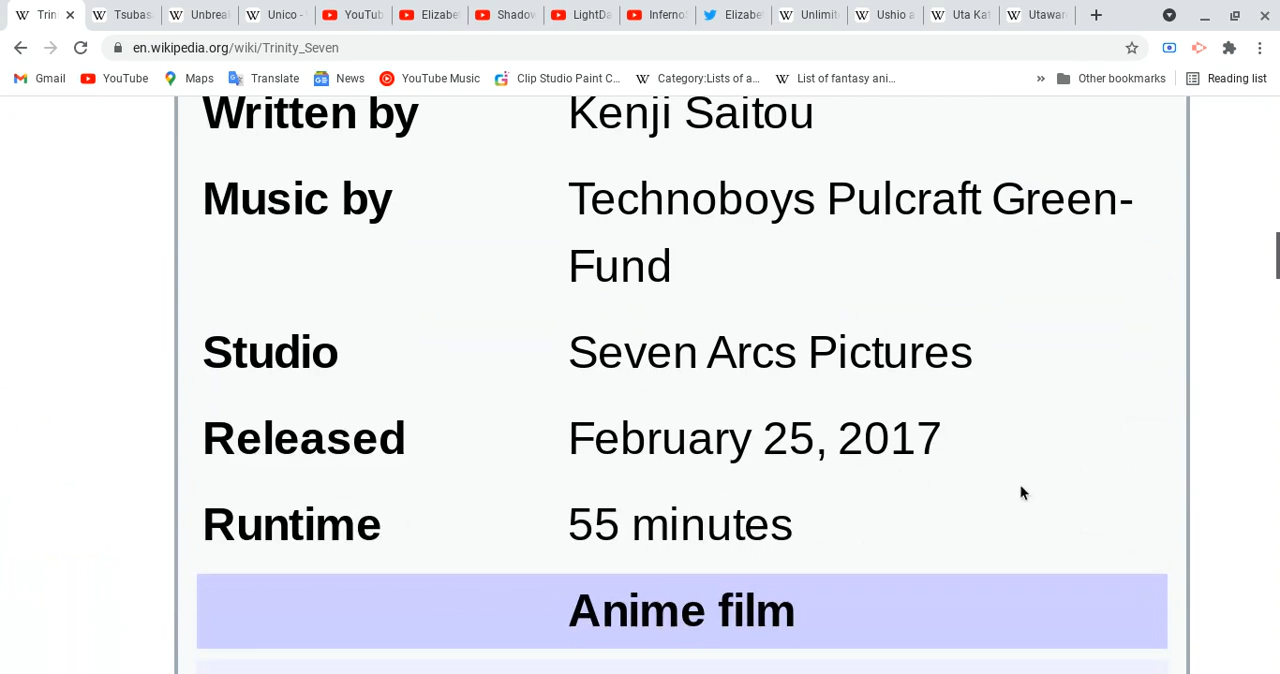 Trin
Tsubas
Unbrea
Unico -
YouTub
Elizabe
Shadov
LightDa
Inferno
Elizabe
Unlimit
Ushio a
Uta Kat
Utawar
en.wikipedia.org/wiki/Trinity_Seven
Gmail
YouTube
Maps
Translate
News
YouTube Music
Clip Studio Paint C...
Category:Lists of a...
List of fantasy ani...
»
Other bookmarks
Reading list
Written by Kenji Saitou
Music by Technoboys Pulcraft Green-
Fund
Studio Seven Arcs Pictures
Released February 25, 2017
Runtime 55 minutes
Anime film